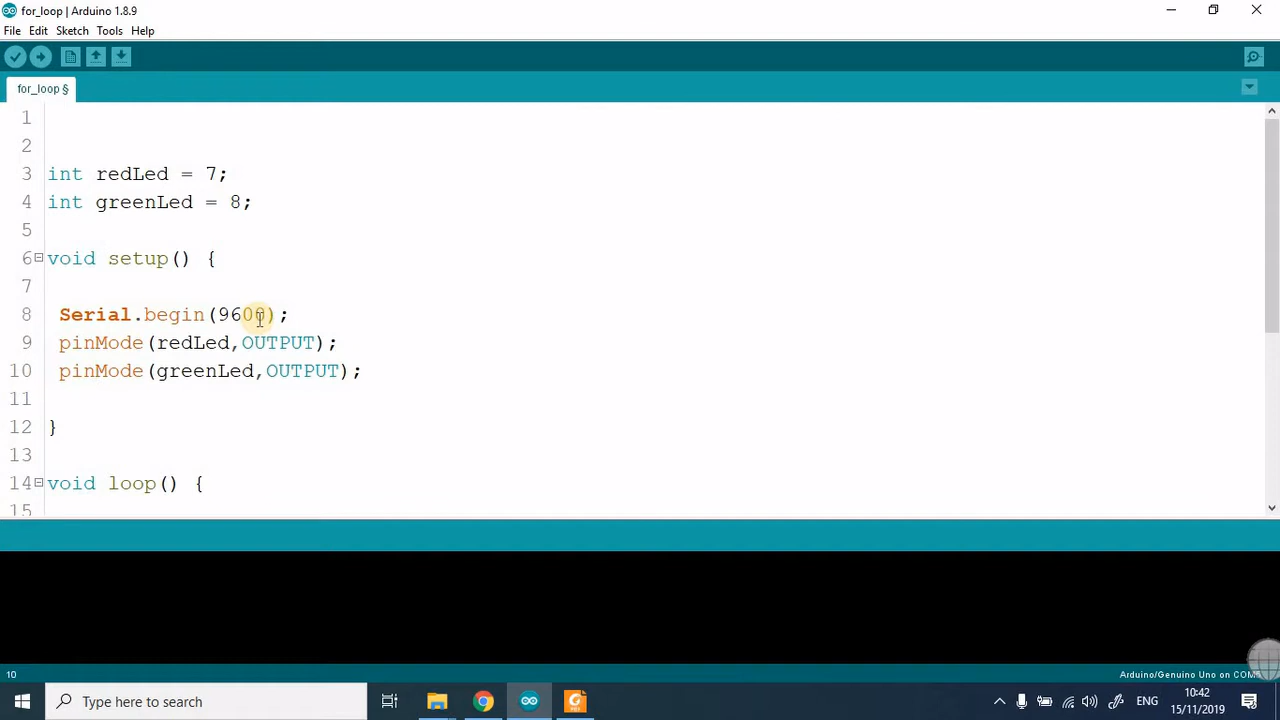 for_loop | Arduino 1.8.9
File Edit Sketch Tools Help
for_loop §
1
2
3 int redLed = 7;
4 int greenLed = 8;
5
6 void setup() {
7
8 Serial.begin(9600);
9 pinMode(redLed,OUTPUT);
10 pinMode(greenLed,OUTPUT);
11
12 }
13
14 void loop() {
15
10 Arduino/Genuino Uno on
Type here to search
ENG
10:42
15/11/2019